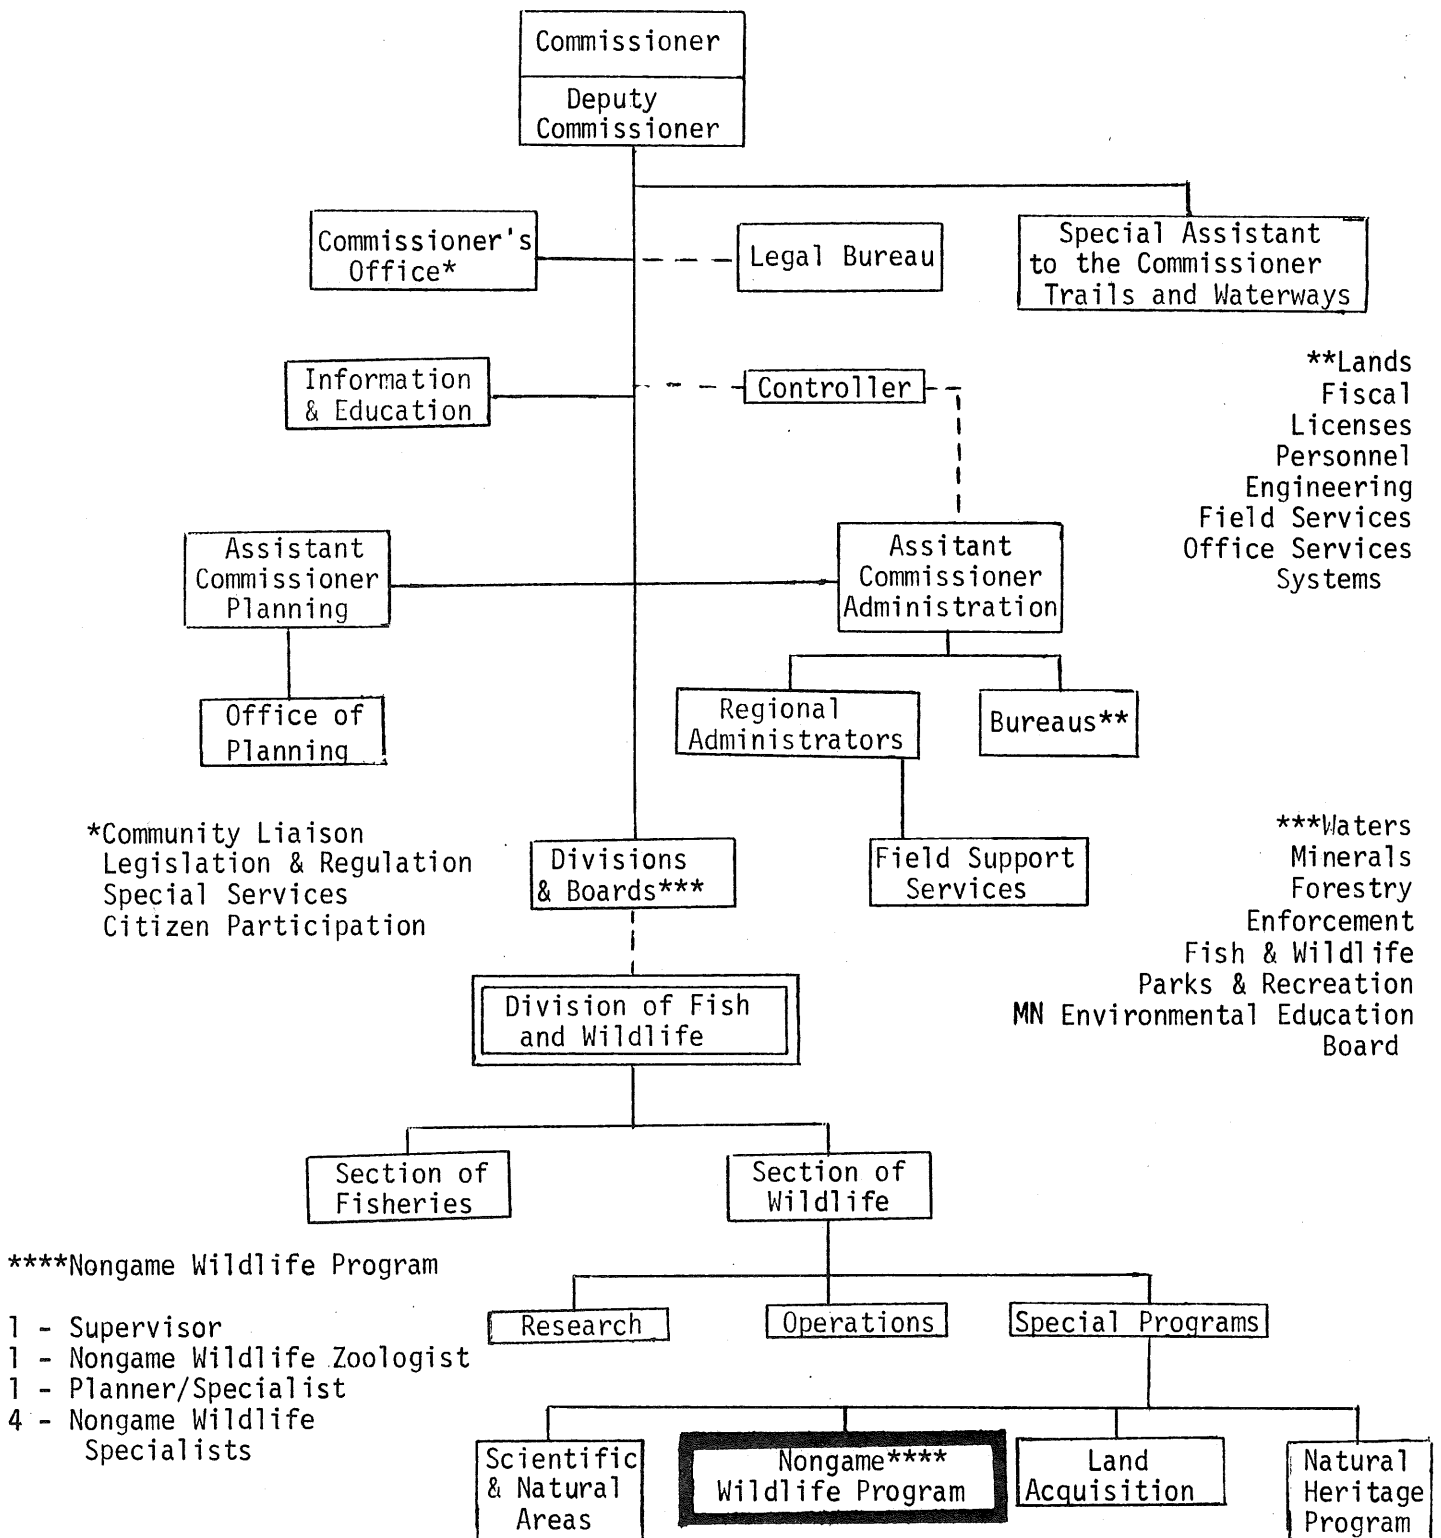 Commissioner
Deputy
Commissioner
Commissioner's
Office*
Legal Bureau
Special Assistant
to the Commissioner
Trails and Waterways
Information
& Education
Controller
**Lands
Fiscal
Licenses
Personnel
Engineering
Field Services
Office Services
Systems
Assistant
Commissioner
Planning
Assitant
Commissioner
Administration
Office of
Planning
Regional
Administrators
Bureaus**
*Community Liaison
Legislation & Regulation
Special Services
Citizen Participation
Divisions
& Boards***
Field Support
Services
***Waters
Minerals
Forestry
Enforcement
Fish & Wildlife
Parks & Recreation
MN Environmental Education
Board
Division of Fish
and Wildlife
Section of
Fisheries
Section of
Wildlife
****Nongame Wildlife Program
1 - Supervisor
1 - Nongame Wildlife Zoologist
1 - Planner/Specialist
4 - Nongame Wildlife
Specialists
Research
Operations
Special Programs
Scientific
& Natural
Areas
Nongame****
Wildlife Program
Land
Acquisition
Natural
Heritage
Program